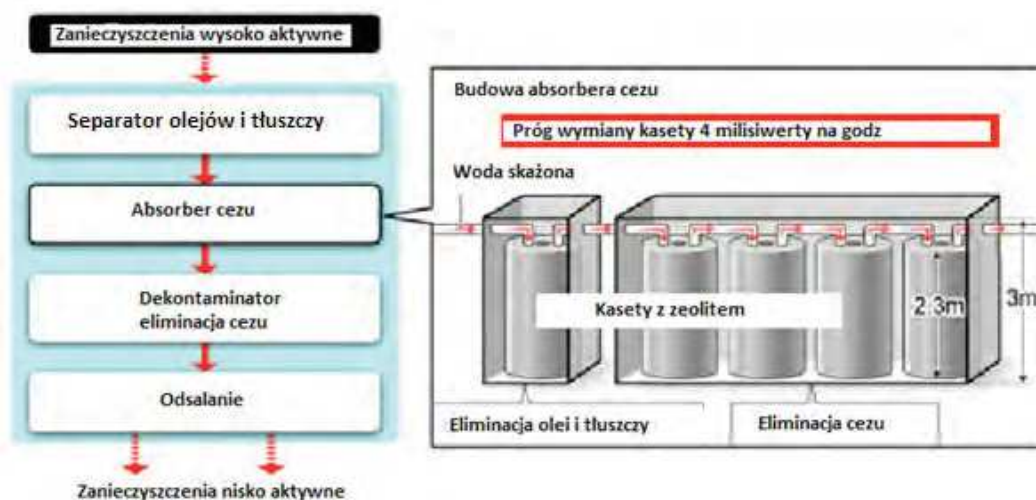 Zanieczyszczenia wysoko aktywne
Separator olejów i tłuszczy
Absorber cezu
Dekontaminator
eliminacja cezu
Odsalanie
Zanieczyszczenia nisko aktywne
Budowa absorbera cezu
Próg wymiany kasety 4 milisiwerty na godz
Woda skażona
Kasety z zeolitem
2.3m
3m
Eliminacja olei i tłuszczy
Eliminacja cezu